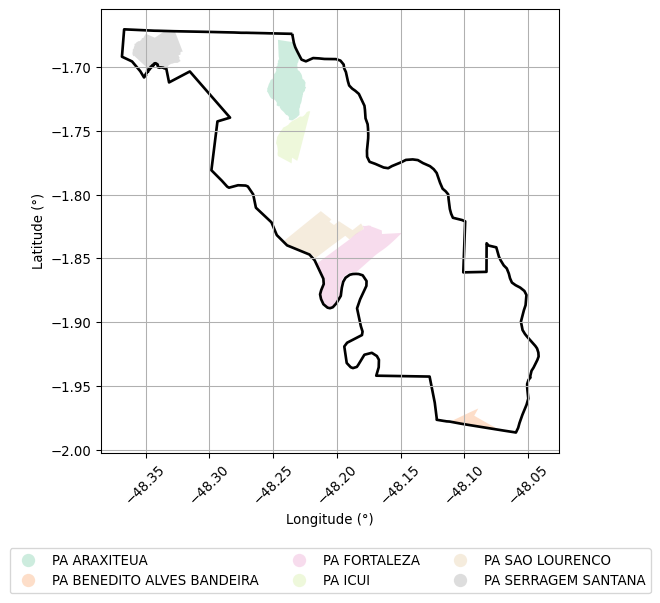 −1.70
−1.75
−1.80
−1.85
−1.90
−1.95
−2.00
Latitude (°)
−48.35
−48.30
−48.25
−48.20
−48.15
−48.10
−48.05
Longitude (°)
PA ARAXITEUA
PA BENEDITO ALVES BANDEIRA
PA FORTALEZA
PA ICUI
PA SAO LOURENCO
PA SERRAGEM SANTANA